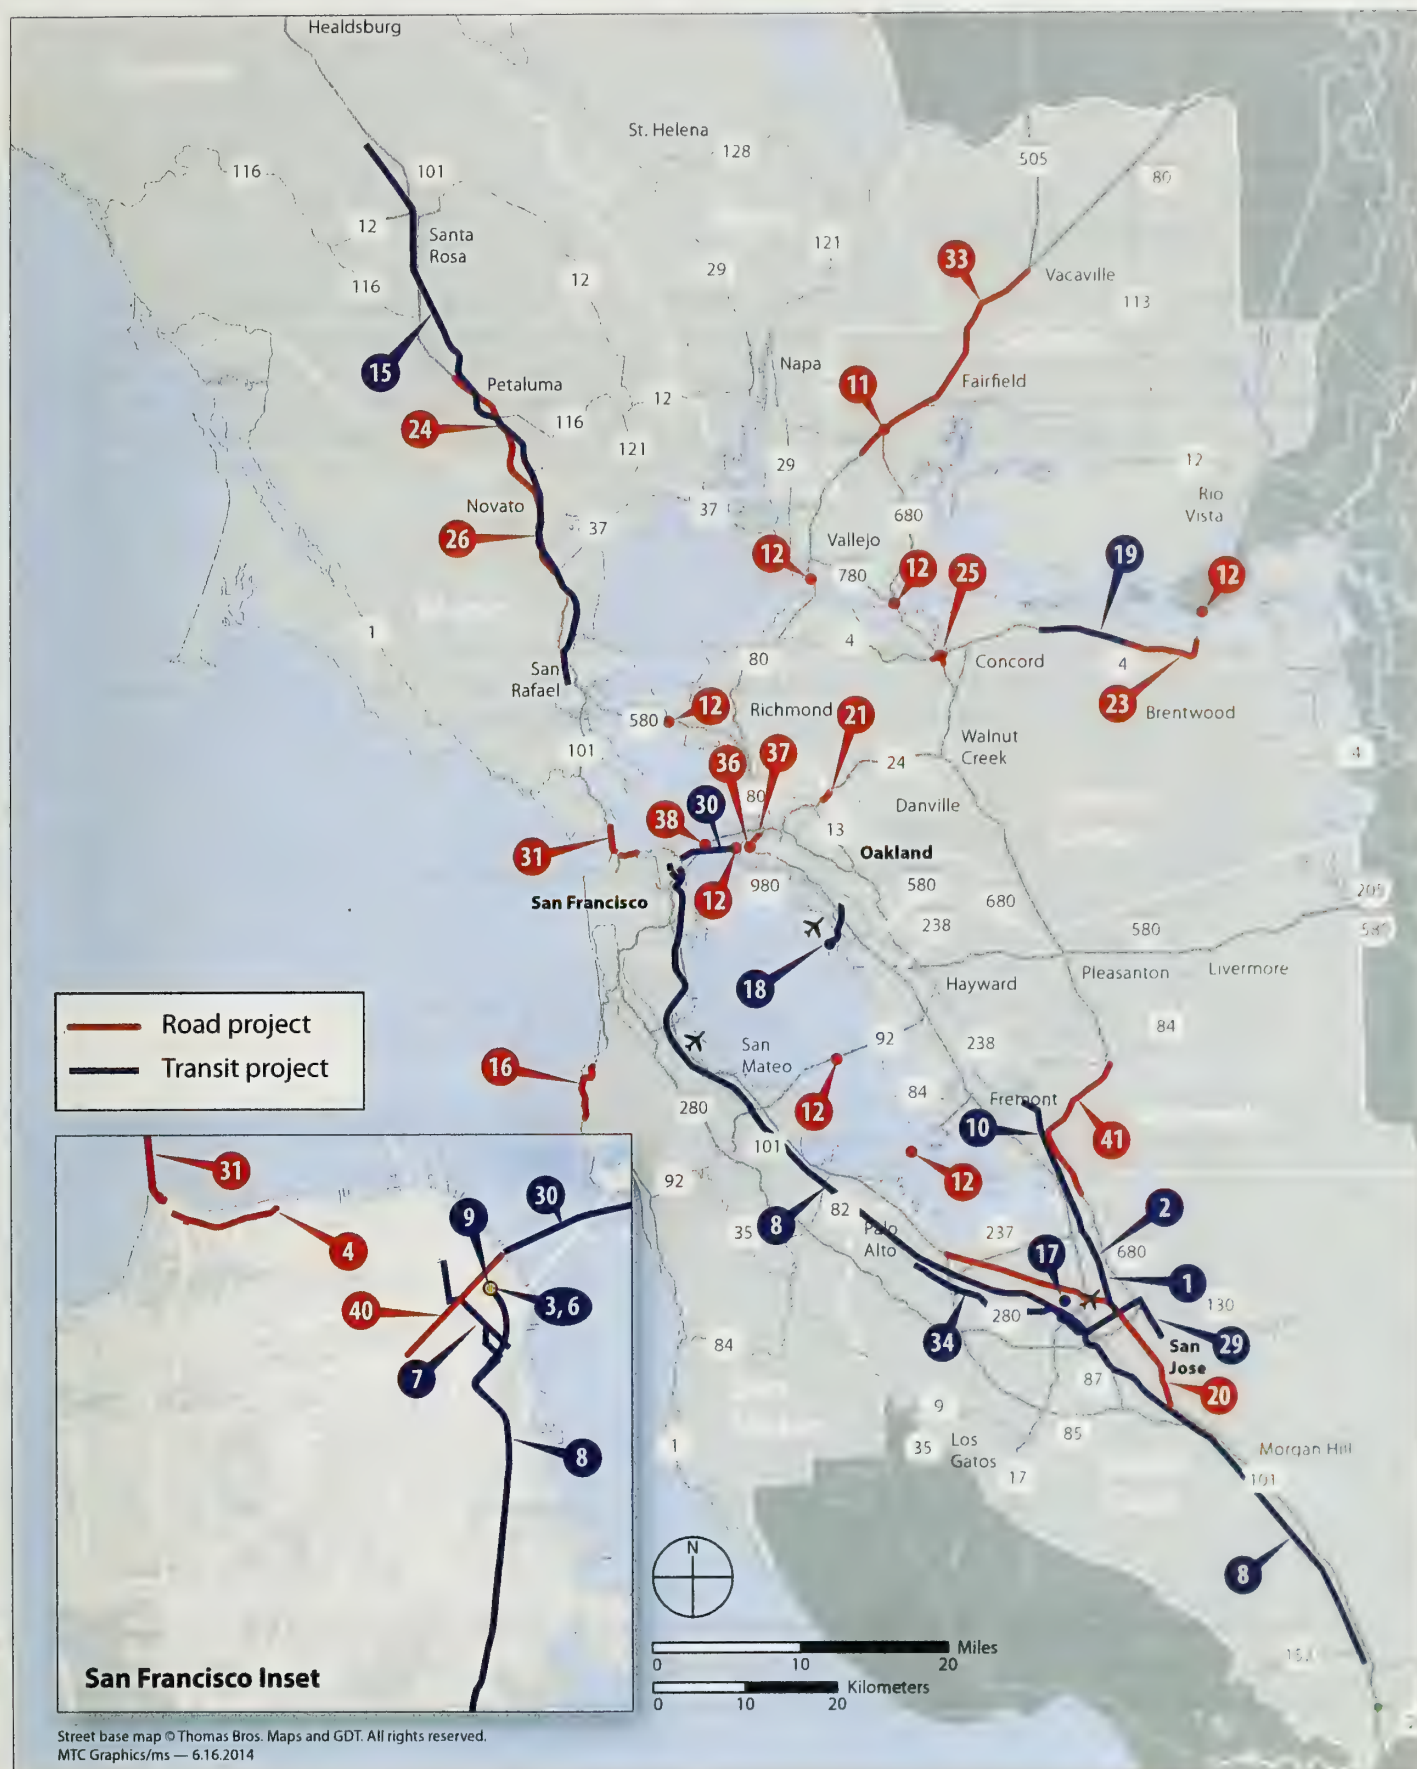 Healdsburg
St. Helena
128
505
80
116
101
12
Santa
Rosa
121
29
12
33
Vacaville
113
116
15
Petaluma
Napa
11
Fairfield
12
24
116
121
29
12
Rio
Vista
Novato
37
37
680
26
Vallejo
12
780
12
25
19
12
1
4
Concord
4
80
San
Rafael
23
Brentwood
580
12
Richmond
21
101
36
37
24
Walnut
Creek
4
80
30
38
13
Danville
31
Oakland
12
980
580
680
205
San Francisco
238
580
580
18
Hayward
Pleasanton
Livermore
Road project
Transit project
84
San
Mateo
92
238
16
12
84
Fremont
280
10
41
101
12
92
8
82
2
35
Palo
Alto
237
17
680
1
130
34
280
29
84
San
Jose
87
20
9
85
35
Los
Gatos
1
17
Morgan Hill
101
8
31
30
9
4
40
3, 6
7
8
San Francisco Inset
N
Miles
0 10 20
Kilometers
0 10 20
Street base map © Thomas Bros. Maps and GDT. All rights reserved.
MTC Graphics/ms — 6.16.2014